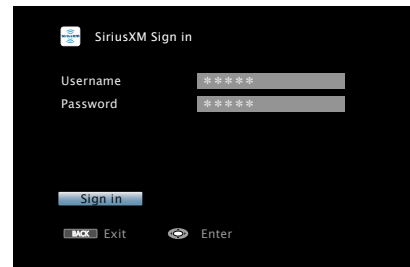 SiriusXM Sign in
Username *****
Password *****
Sign in
BACK Exit Enter